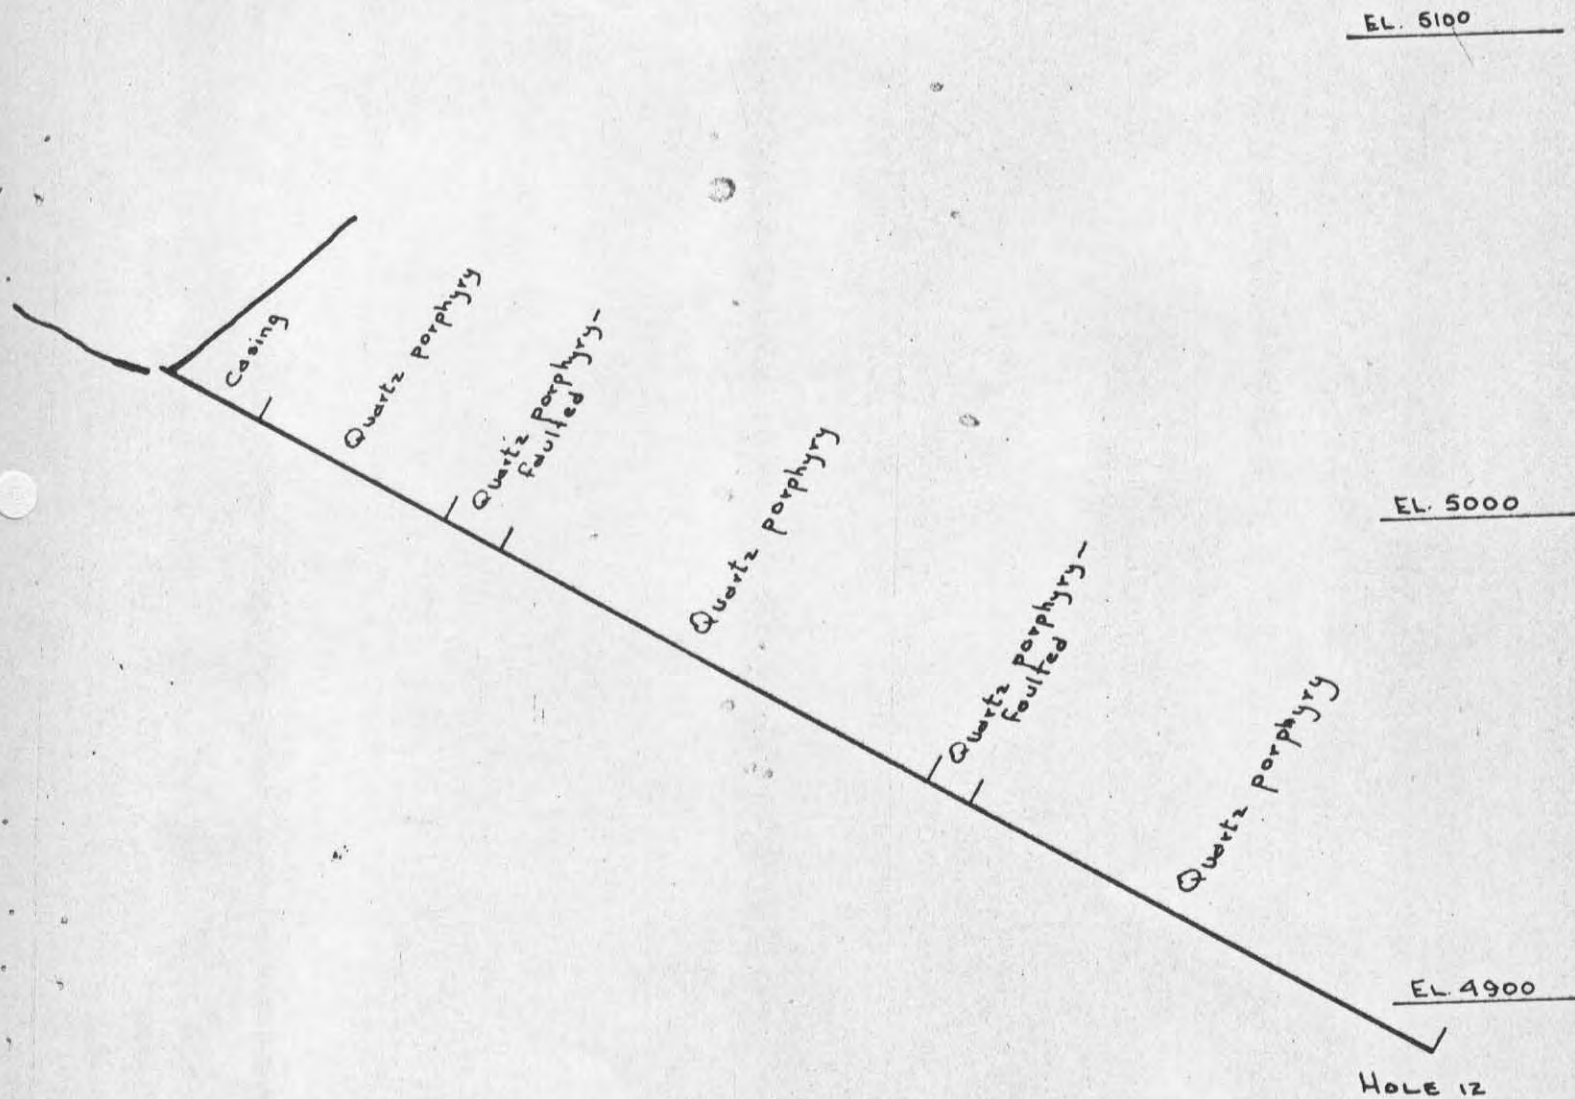 EL. 5100
Casing
Quartz porphyry
Quartz porphyry-
faulted
Quartz porphyry
EL. 5000
Quartz porphyry-
Faulted
Quartz porphyry
EL. 4900
HOLE 12